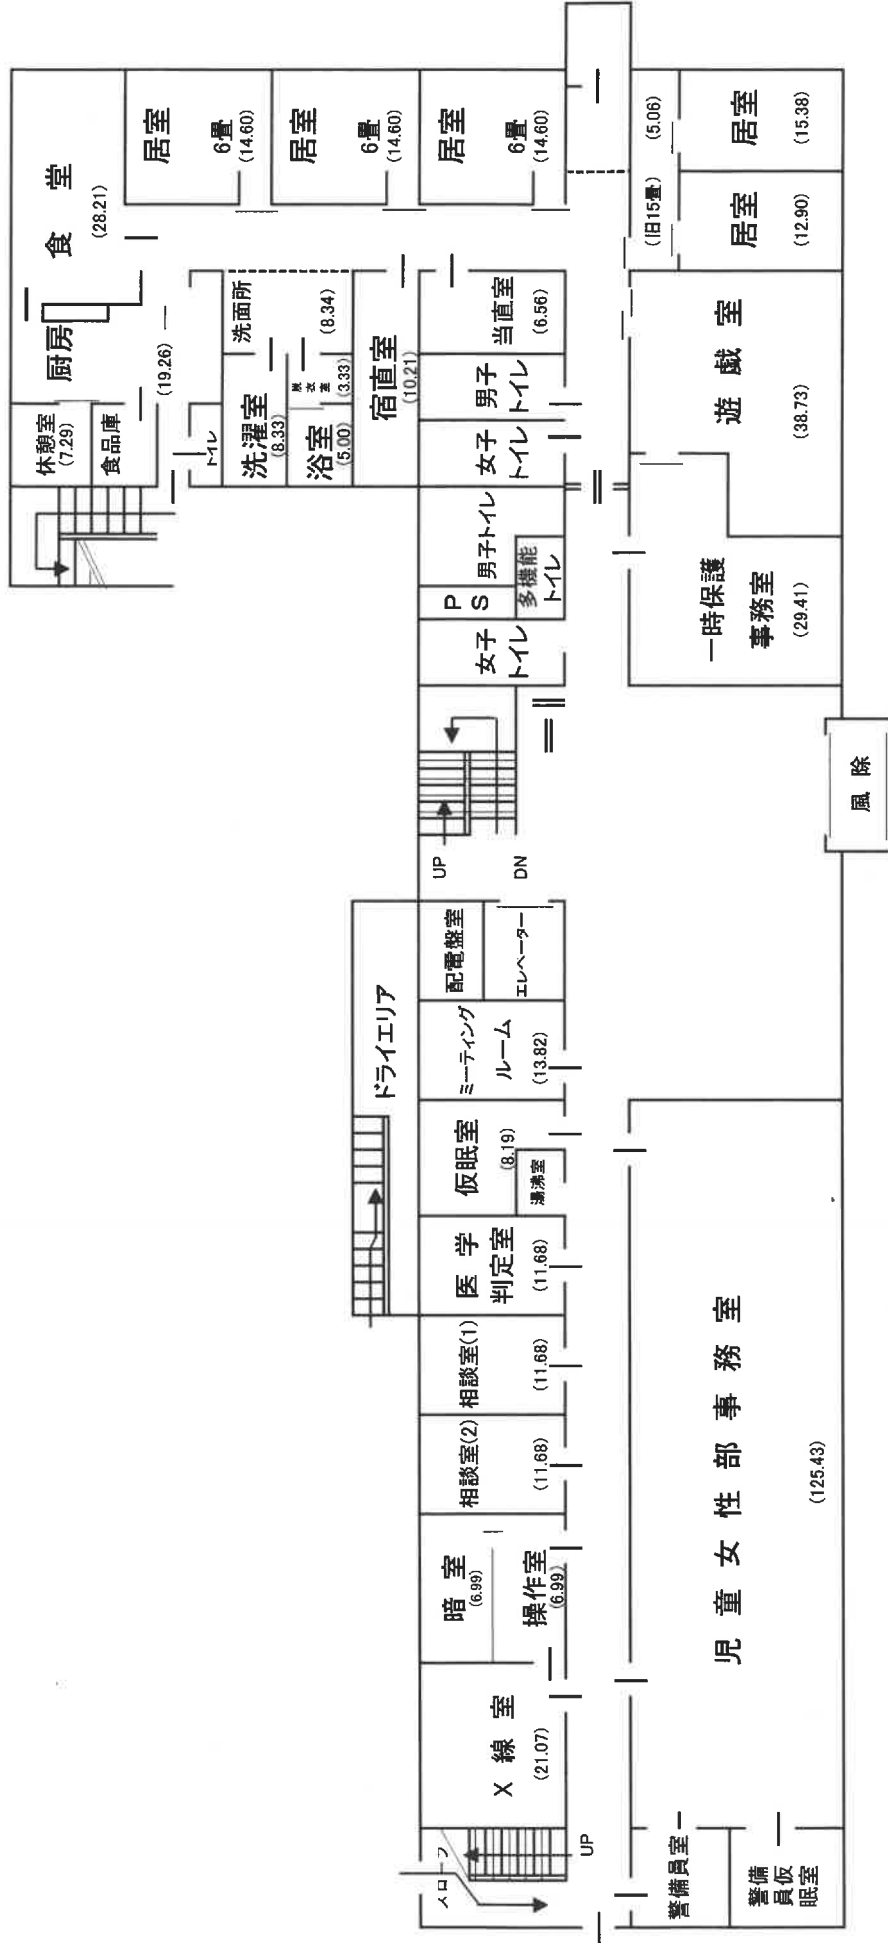 食堂
(28.21)
居室
6畳
(14.60)
居室
6畳
(14.60)
居室
6畳
(14.60)
厨房
(19.26)
休憩室
(7.29)
食品庫
トイレ
洗面所
(8.34)
洗濯室
(8.33)
脱衣室
(3.33)
浴室
(5.00)
宿直室
(10.21)
当直室
(6.56)
男子
トイレ
女子
トイレ
男子トイレ
多機能
トイレ
PS
女子
トイレ
(旧15畳)
(5.06)
居室
(15.38)
居室
(12.90)
遊戯室
(38.73)
一時保護
事務室
(29.41)
風除
UP
DN
ドライエリア
配電盤室
エレベーター
ミーティング
ルーム
(13.82)
仮眠室
(8.19)
湯沸室
医学
判定室
(11.68)
相談室(1)
(11.68)
相談室(2)
(11.68)
暗室
(6.99)
操作室
(6.99)
X線室
(21.07)
児童女性部事務室
(125.43)
スロープ
UP
警備員室
警備
員仮
眠室